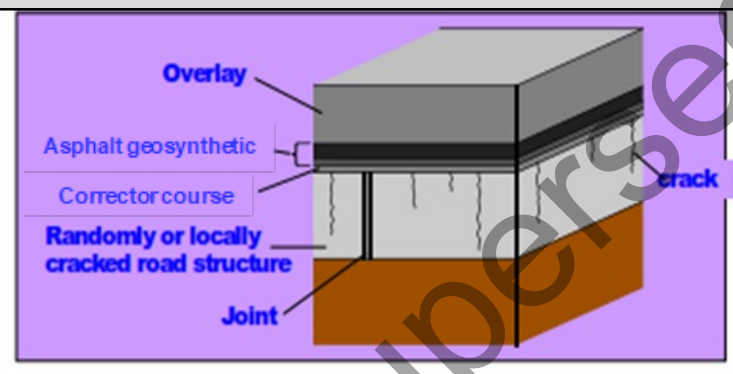 Overlay
Asphalt geosynthetic
Corrector course
crack
Randomly or locally
cracked road structure
Joint